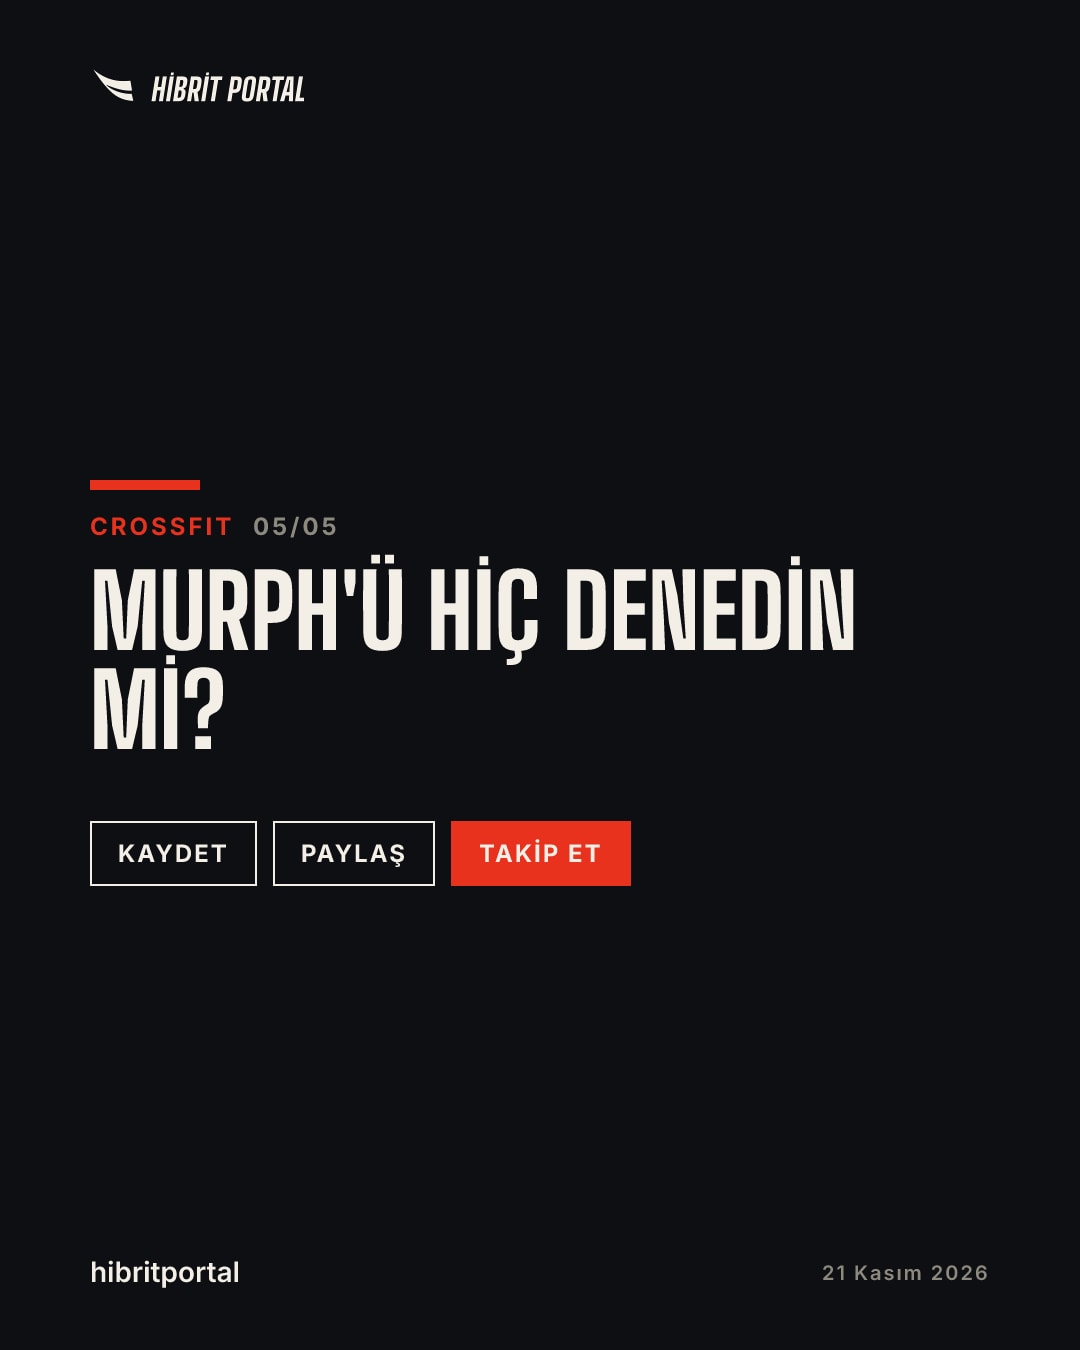 HİBRİT PORTAL
CROSSFIT 05/05
MURPH'Ü HİÇ DENEDİN
Mİ?
KAYDET PAYLAŞ TAKİP ET
hibritportal 21 Kasım 2026